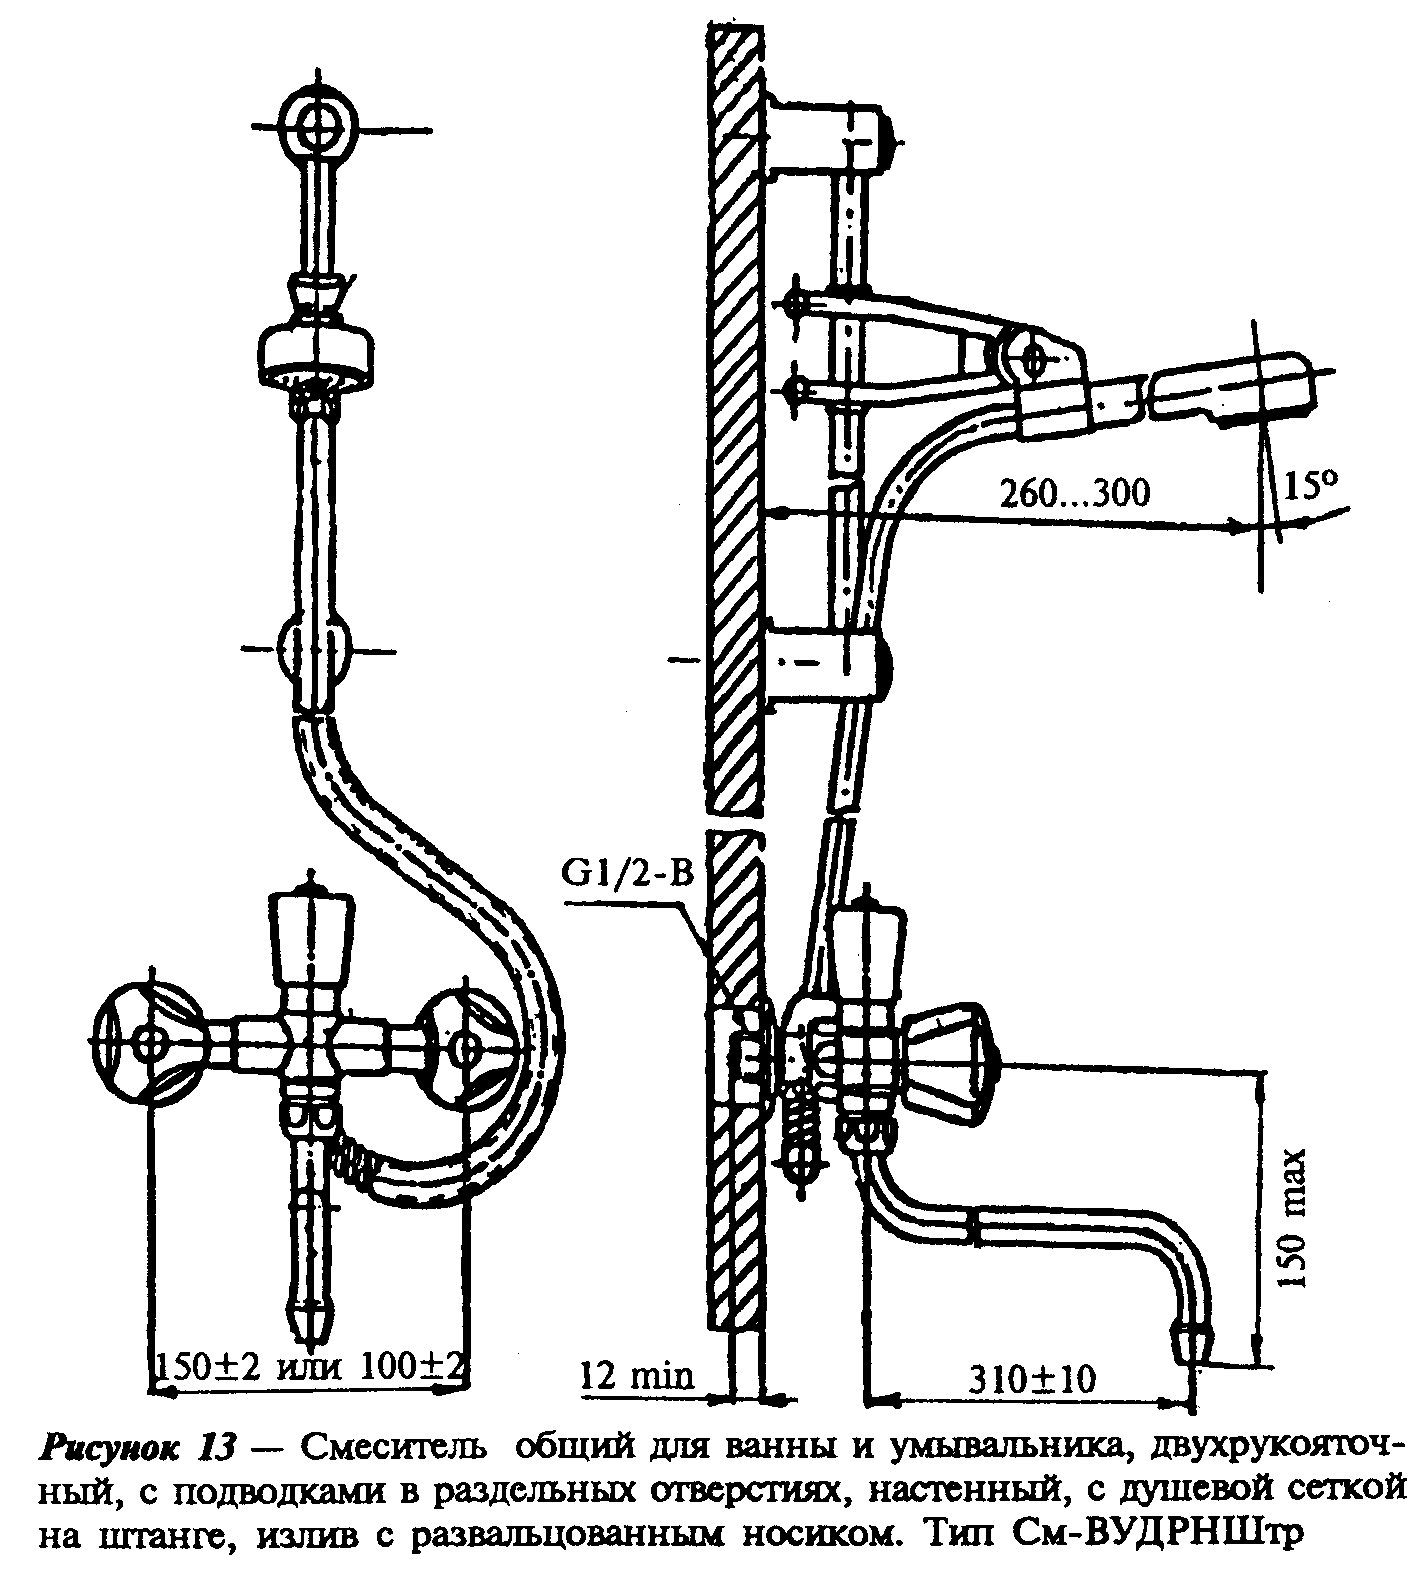 260...300
15°
G1/2-B
150 max
150±2 или 100±2
12 min
310±10
Рисунок 13 — Смеситель общий для ванны и умывальника, двухрукояточ-
ный, с подводками в раздельных отверстиях, настенный, с душевой сеткой
на штанге, излив с развальцованным носиком. Тип См-ВУДРНШтр